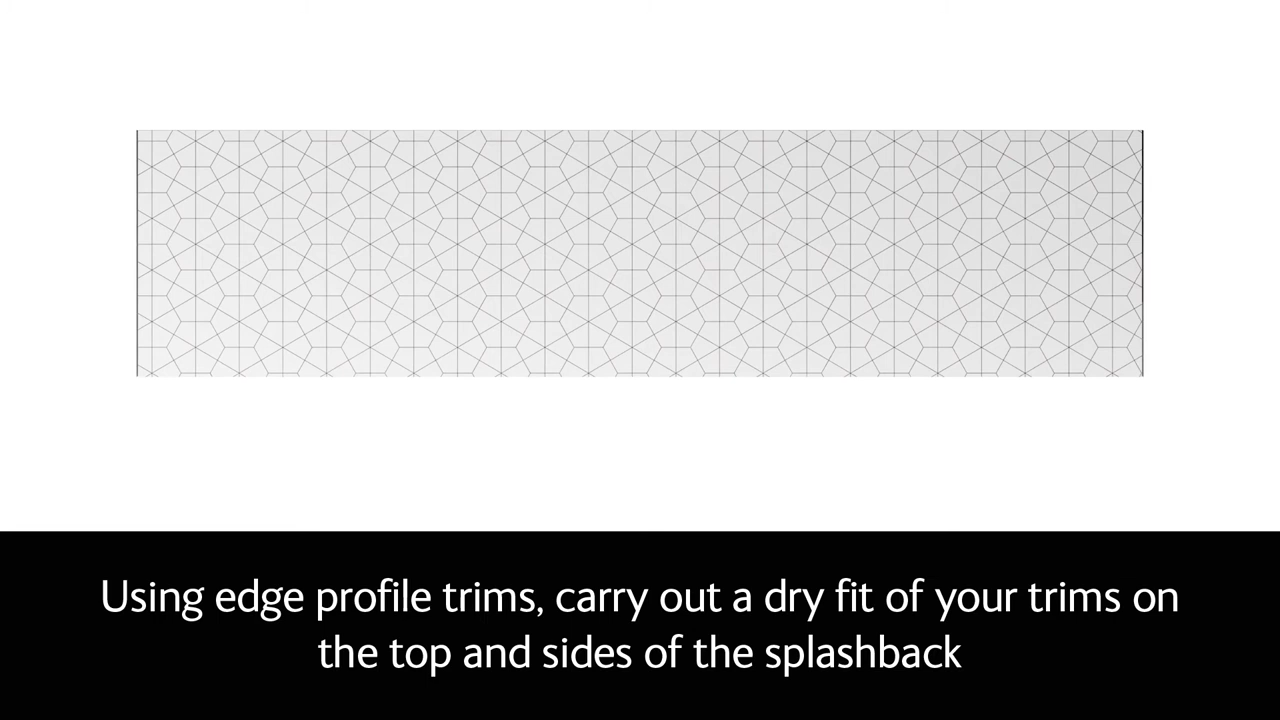 Using edge profile trims, carry out a dry fit of your trims on
the top and sides of the splashback